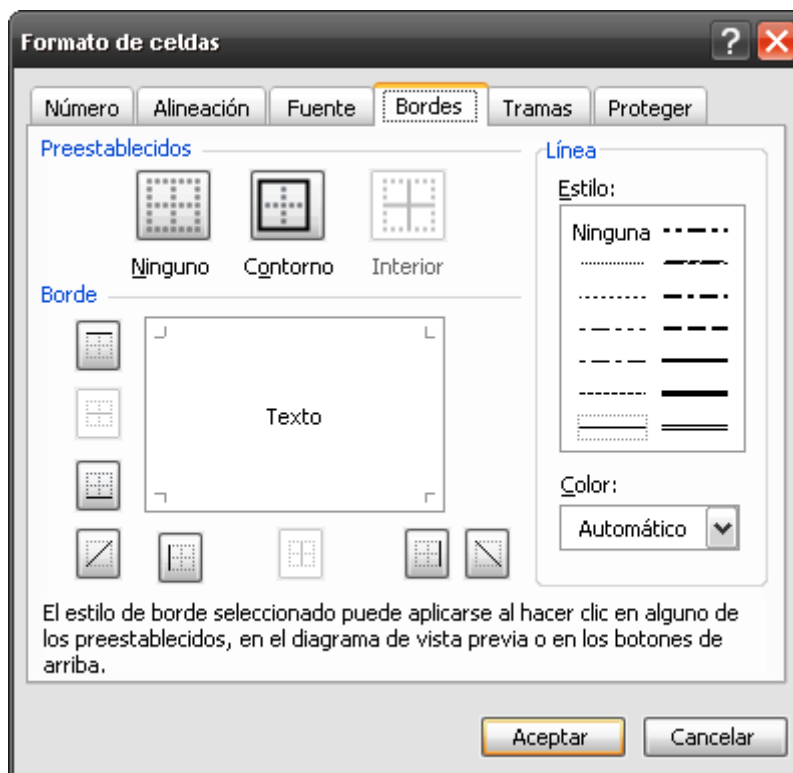 Formato de celdas
Número Alineación Fuente Bordes Tramas Proteger
Preestablecidos
Ninguno Contorno Interior
Borde
Texto
Línea
Estilo:
Ninguna
Color:
Automático
El estilo de borde seleccionado puede aplicarse al hacer clic en alguno de
los preestablecidos, en el diagrama de vista previa o en los botones de
arriba.
Aceptar Cancelar